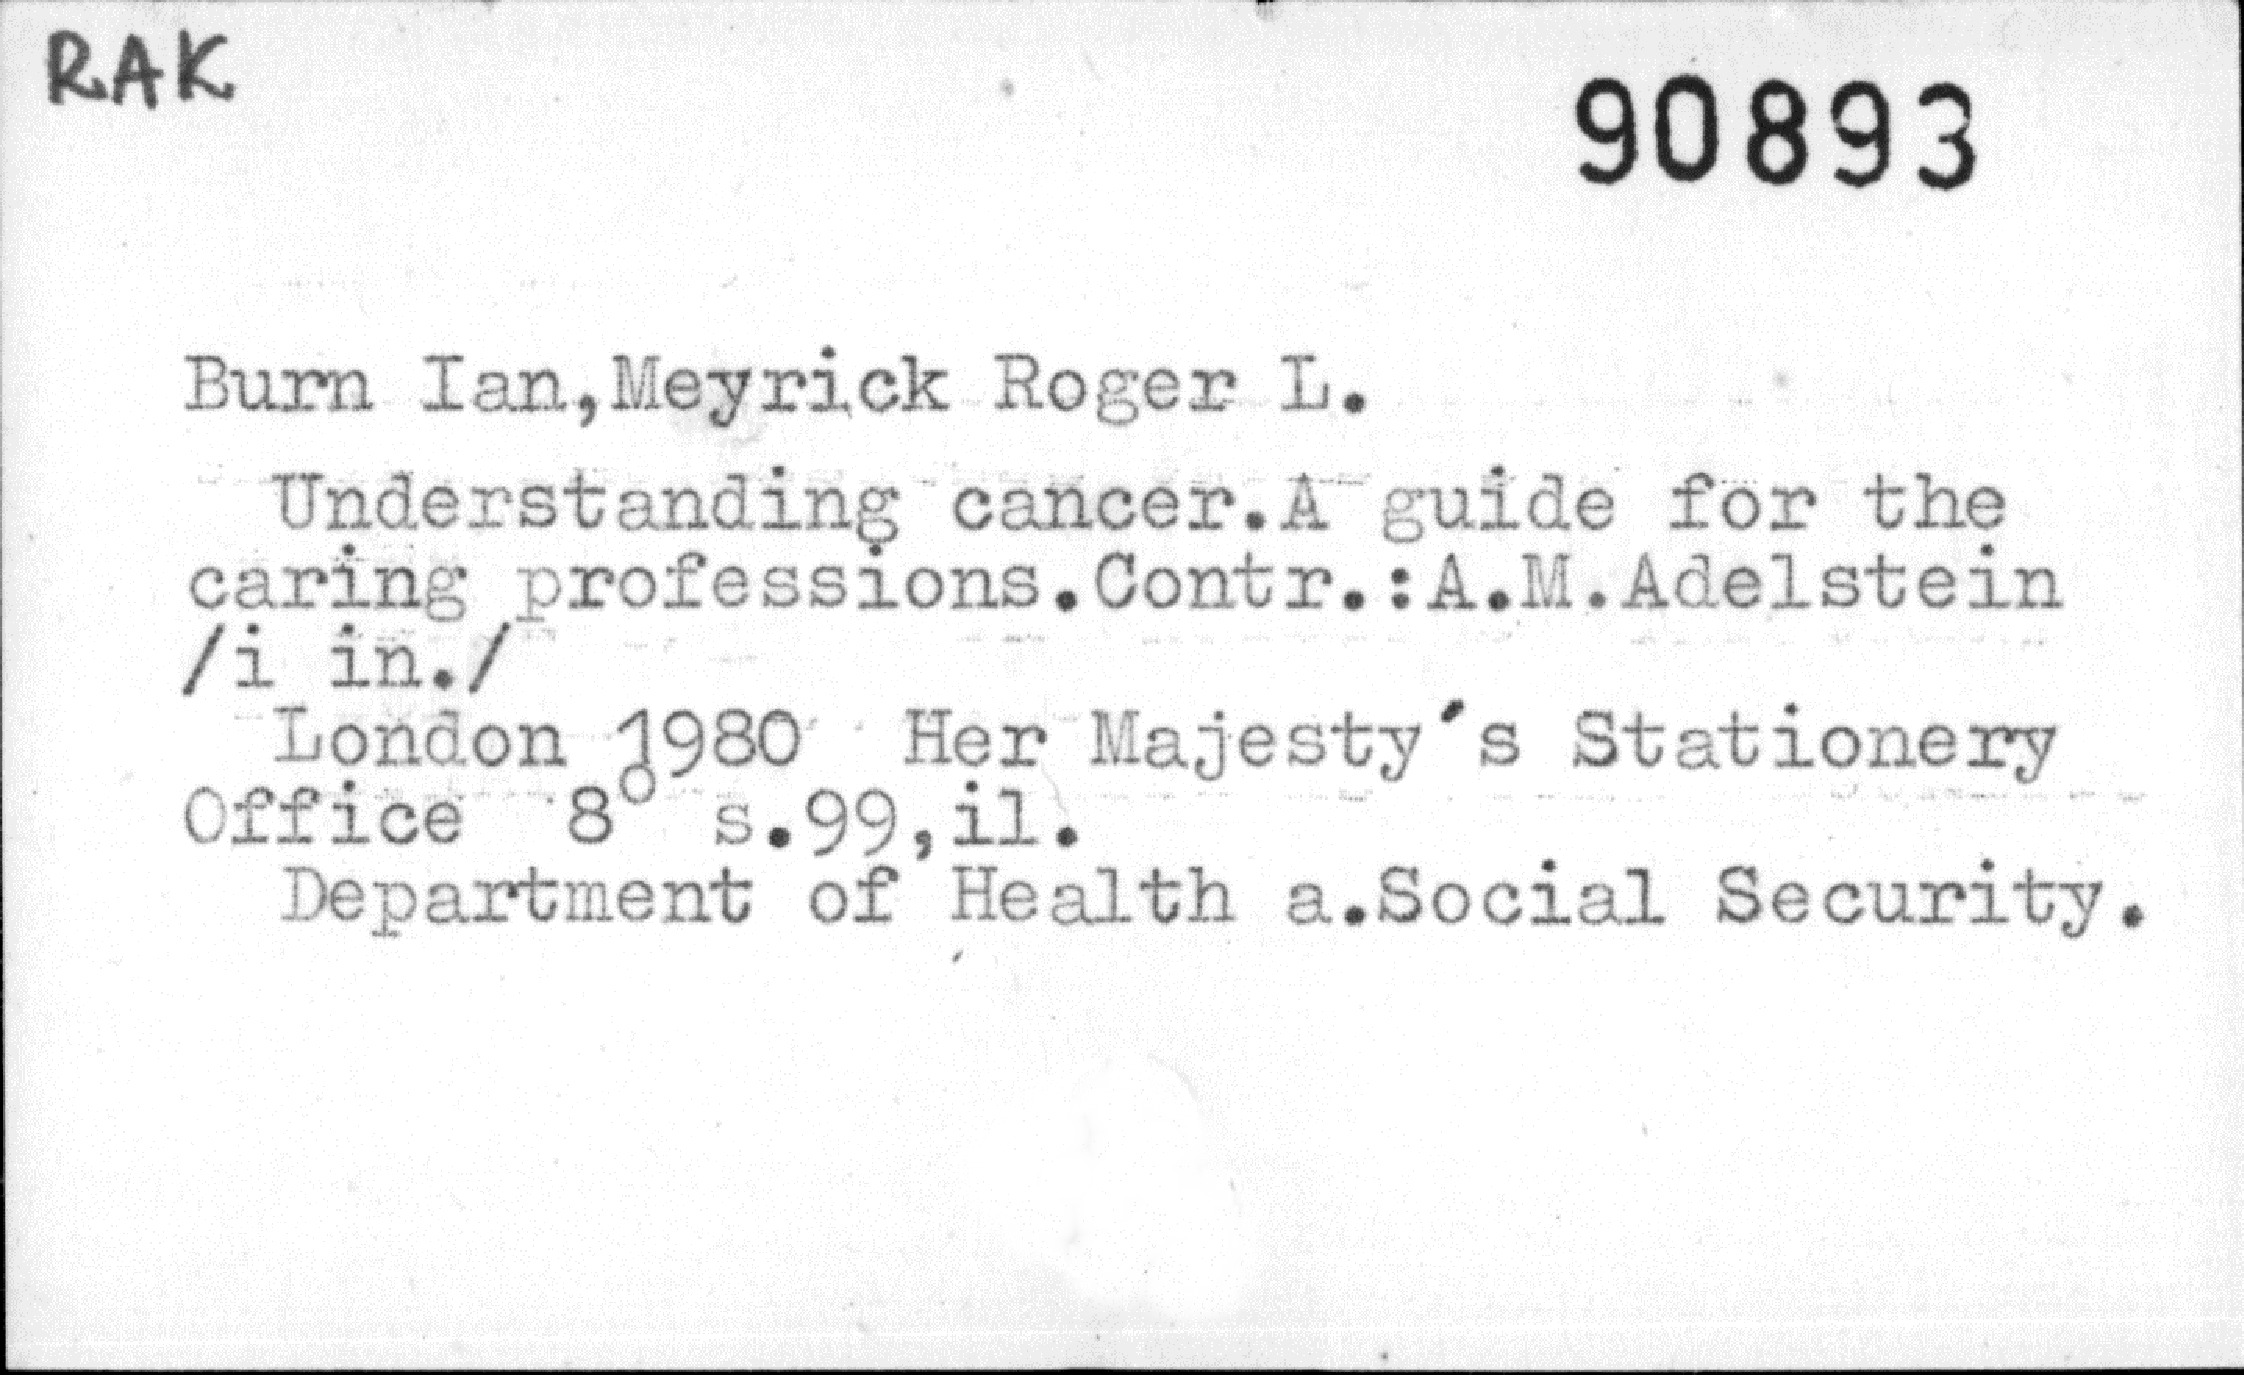 RAK
90893
Burn Ian,Meyrick Roger L.
Understanding cancer.A guide for the
caring professions.Contr.:A.M.Adelstein
/i in./
London 1980 Her Majesty's Stationery
Office 8° s.99,il.
Department of Health a.Social Security.